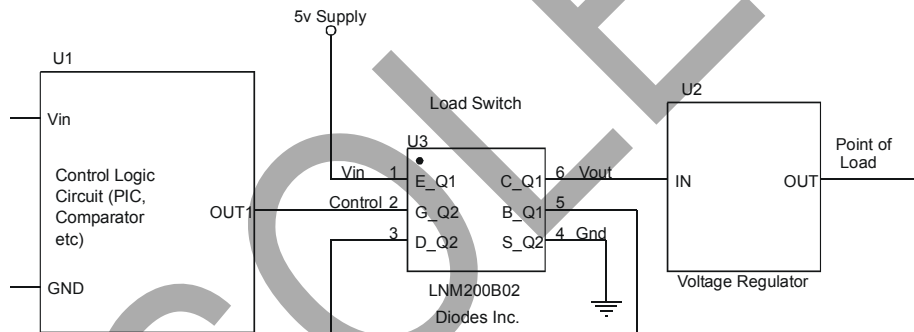 5v Supply
U1
U2
Load Switch
U3
Vin
Point of
Load
Control Logic
Circuit (PIC,
Comparator
etc)
OUT1
Vin 1 E_Q1 C_Q1 6 Vout
Control 2 G_Q2 B_Q1 5
3 D_Q2 S_Q2 4 Gnd
IN OUT
GND
LNM200B02
Diodes Inc.
Voltage Regulator